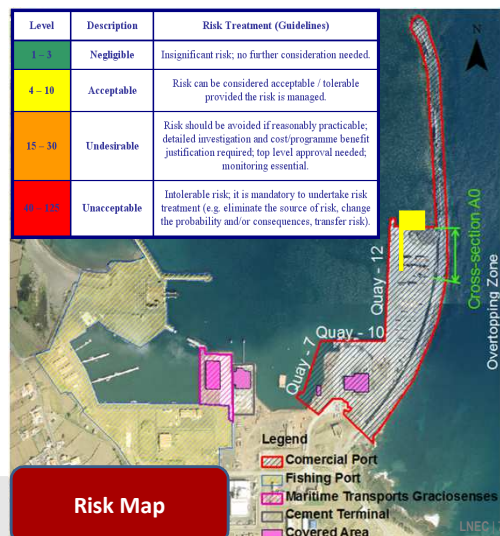 Level Description Risk Treatment (Guidelines)
1 – 3 Negligible Insignificant risk; no further consideration needed.
4 – 10 Acceptable Risk can be considered acceptable / tolerable
provided the risk is managed.
15 – 30 Undesirable Risk should be avoided if reasonably practicable;
detailed investigation and cost/programme benefit
justification required; top level approval needed;
monitoring essential.
40 – 125 Unacceptable Intolerable risk; it is mandatory to undertake risk
treatment (e.g. eliminate the source of risk, change
the probability and/or consequences, transfer risk).
N
Cross-section A0
Overtopping Zone
Quay - 12
Quay - 10
Quay - 7
Legend
Comercial Port
Fishing Port
Maritime Transports Graciosenses
Cement Terminal
Covered Area
Risk Map
LNEC |